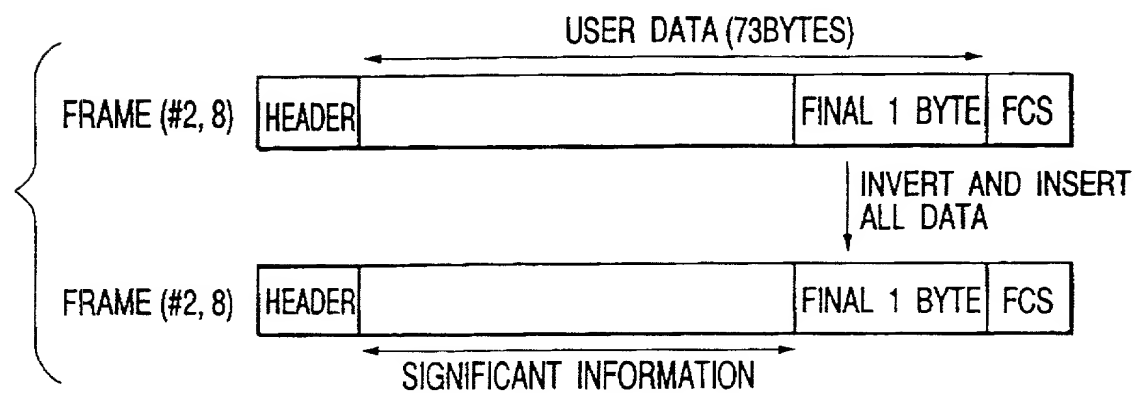 USER DATA (73BYTES)
FRAME (#2, 8) HEADER FINAL 1 BYTE FCS
INVERT AND INSERT
ALL DATA
FRAME (#2, 8) HEADER FINAL 1 BYTE FCS
SIGNIFICANT INFORMATION